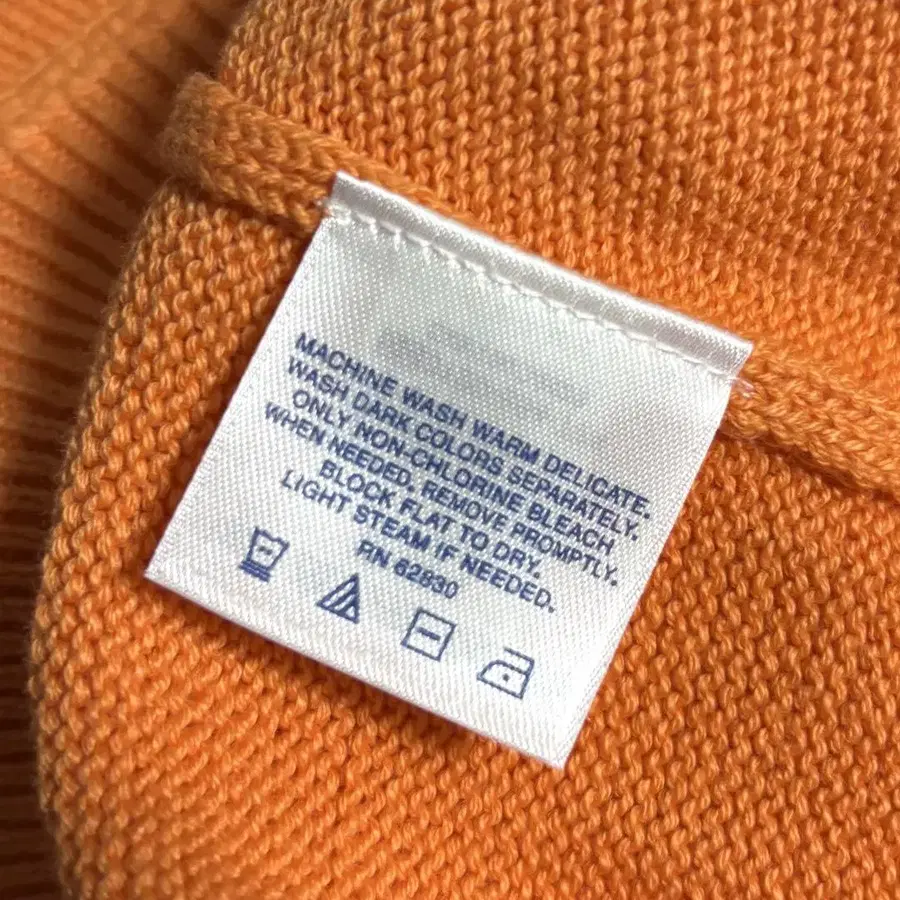 MACHINE WASH WARM DELICATE.
WASH DARK COLORS SEPARATELY.
ONLY NON-CHLORINE BLEACH
WHEN NEEDED, REMOVE PROMPTLY.
BLOCK FLAT TO DRY.
LIGHT STEAM IF NEEDED.
RN 62830